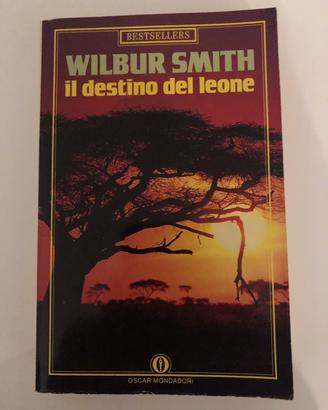 BESTSELLERS
WILBUR SMITH
il destino del leone
OSCAR MONDADORI